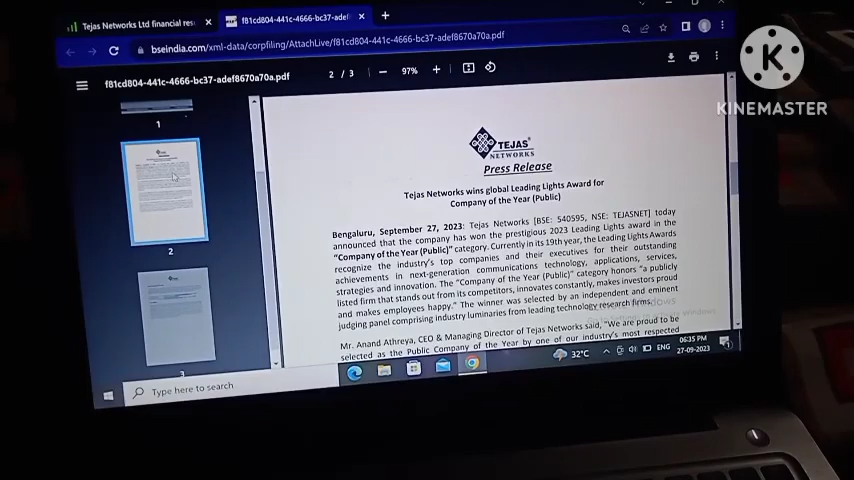 Tejas Networks Ltd financial res
f81cd804-441c-4666-bc37-adef
bseindia.com/xml-data/corpfiling/AttachLive/f81cd804-441c-4666-bc37-adef8670a70a.pdf
f81cd804-441c-4666-bc37-adef8670a70a.pdf
2 / 3
97%
KINEMASTER
1
2
3
TEJAS
NETWORKS
Press Release
Tejas Networks wins global Leading Lights Award for
Company of the Year (Public)
Bengaluru, September 27, 2023: Tejas Networks [BSE: 540595, NSE: TEJASNET] today
announced that the company has won the prestigious 2023 Leading Lights award in the
"Company of the Year (Public)" category. Currently in its 19th year, the Leading Lights Awards
recognize the industry's top companies and their executives for their outstanding
achievements in next-generation communications technology, applications, services,
strategies and innovation. The "Company of the Year (Public)" category honors "a publicly
listed firm that stands out from its competitors, innovates constantly, makes investors proud
and makes employees happy." The winner was selected by an independent and eminent
judging panel comprising industry luminaries from leading technology research firms.
Mr. Anand Athreya, CEO & Managing Director of Tejas Networks said, "We are proud to be
selected as the Public Company of the Year by one of our industry's most respected
Type here to search
32°C
ENG
06:35 PM
27-09-2023